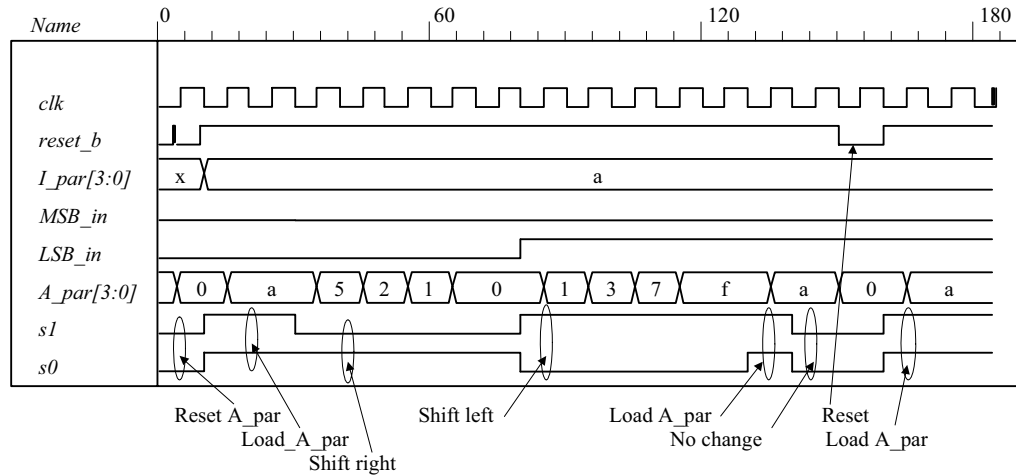 Name 0 60 120 180
clk
reset_b
I_par[3:0] x a
MSB_in
LSB_in
A_par[3:0] 0 a 5 2 1 0 1 3 7 f a 0 a
s1
s0
Reset A_par Shift left Load A_par Reset
Load_A_par No change Load A_par
Shift right